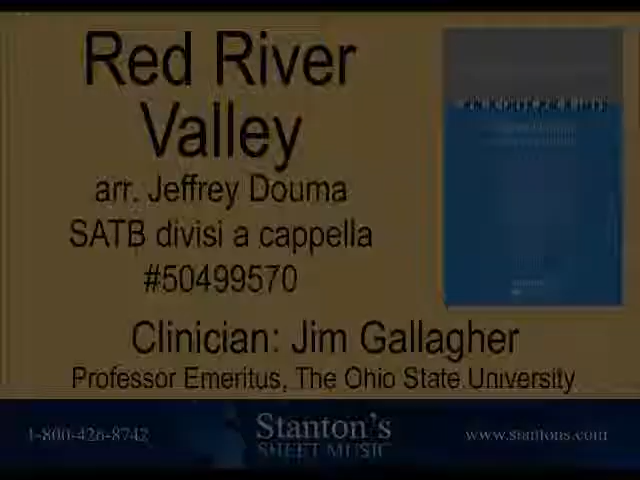 Red River
Valley
arr. Jeffrey Douma
SATB divisi a cappella
#50499570
Clinician: Jim Gallagher
Professor Emeritus, The Ohio State University
1-800-426-8742
Stanton's
SHEET MUSIC
www.stantons.com